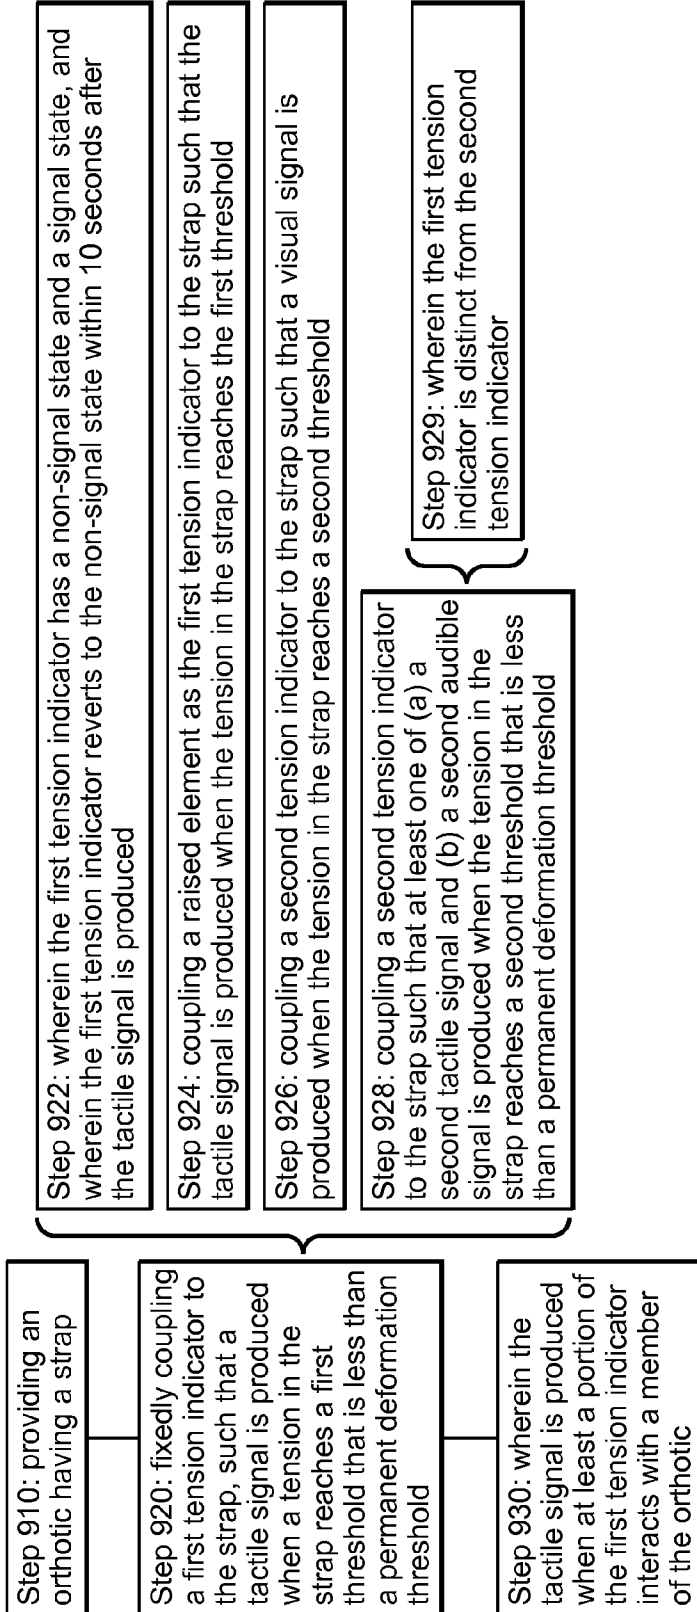 Step 910: providing an
orthotic having a strap
Step 920: fixedly coupling
a first tension indicator to
the strap, such that a
tactile signal is produced
when a tension in the
strap reaches a first
threshold that is less than
a permanent deformation
threshold
Step 922: wherein the first tension indicator has a non-signal state and a signal state, and
wherein the first tension indicator reverts to the non-signal state within 10 seconds after
the tactile signal is produced
Step 924: coupling a raised element as the first tension indicator to the strap such that the
tactile signal is produced when the tension in the strap reaches the first threshold
Step 926: coupling a second tension indicator to the strap such that a visual signal is
produced when the tension in the strap reaches a second threshold
Step 928: coupling a second tension indicator
to the strap such that at least one of (a) a
second tactile signal and (b) a second audible
signal is produced when the tension in the
strap reaches a second threshold that is less
than a permanent deformation threshold
Step 929: wherein the first tension
indicator is distinct from the second
tension indicator
Step 930: wherein the
tactile signal is produced
when at least a portion of
the first tension indicator
interacts with a member
of the orthotic